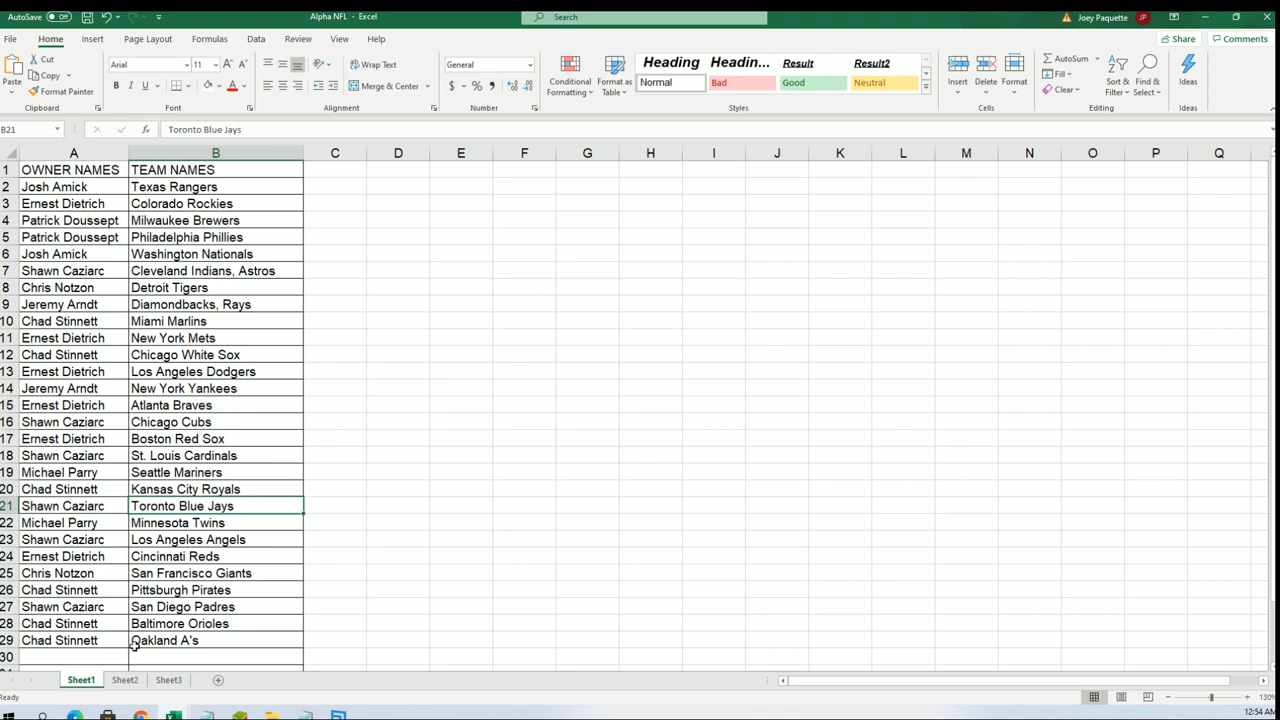 AutoSave Off Alpha NFL - Excel Search Joey Paquette JP
File Home Insert Page Layout Formulas Data Review View Help Share Comments
Paste
Cut
Copy
Format Painter
Clipboard
Arial 11
B I U
Font
Wrap Text
Merge & Center
Alignment
General
$ % ,
Number
Conditional Formatting
Format as Table
Heading Headin... Result Result2
Normal Bad Good Neutral
Styles
Insert Delete Format
Cells
AutoSum
Fill
Clear
Sort & Filter
Find & Select
Editing
Ideas
Ideas
B21 fx Toronto Blue Jays
A B C D E F G H I J K L M N O P Q
1 OWNER NAMES TEAM NAMES
2 Josh Amick Texas Rangers
3 Ernest Dietrich Colorado Rockies
4 Patrick Doussept Milwaukee Brewers
5 Patrick Doussept Philadelphia Phillies
6 Josh Amick Washington Nationals
7 Shawn Caziarc Cleveland Indians, Astros
8 Chris Notzon Detroit Tigers
9 Jeremy Arndt Diamondbacks, Rays
10 Chad Stinnett Miami Marlins
11 Ernest Dietrich New York Mets
12 Chad Stinnett Chicago White Sox
13 Ernest Dietrich Los Angeles Dodgers
14 Jeremy Arndt New York Yankees
15 Ernest Dietrich Atlanta Braves
16 Shawn Caziarc Chicago Cubs
17 Ernest Dietrich Boston Red Sox
18 Shawn Caziarc St. Louis Cardinals
19 Michael Parry Seattle Mariners
20 Chad Stinnett Kansas City Royals
21 Shawn Caziarc Toronto Blue Jays
22 Michael Parry Minnesota Twins
23 Shawn Caziarc Los Angeles Angels
24 Ernest Dietrich Cincinnati Reds
25 Chris Notzon San Francisco Giants
26 Chad Stinnett Pittsburgh Pirates
27 Shawn Caziarc San Diego Padres
28 Chad Stinnett Baltimore Orioles
29 Chad Stinnett Oakland A's
30
Sheet1 Sheet2 Sheet3
Ready 130%
12:54 AM